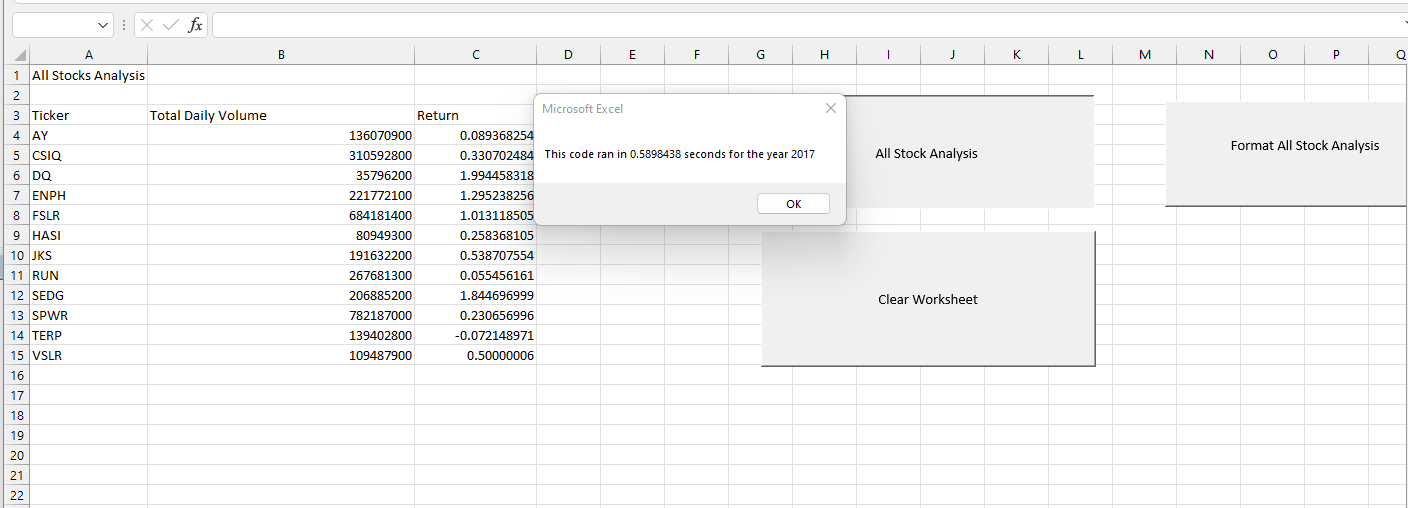 fx
A B C D E F G H I J K L M N O P Q
1 All Stocks Analysis
2
3 Ticker Total Daily Volume Return
4 AY 136070900 0.089368254
5 CSIQ 310592800 0.330702484
6 DQ 35796200 1.994458318
7 ENPH 221772100 1.295238256
8 FSLR 684181400 1.013118505
9 HASI 80949300 0.258368105
10 JKS 191632200 0.538707554
11 RUN 267681300 0.055456161
12 SEDG 206885200 1.844696999
13 SPWR 782187000 0.230656996
14 TERP 139402800 -0.072148971
15 VSLR 109487900 0.50000006
16
17
18
19
20
21
22
Microsoft Excel
This code ran in 0.5898438 seconds for the year 2017
OK
All Stock Analysis
Format All Stock Analysis
Clear Worksheet